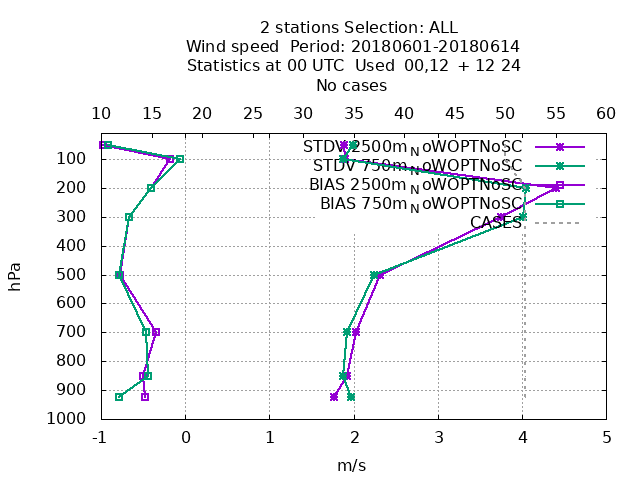 2 stations Selection: ALL
Wind speed  Period: 20180601-20180614
Statistics at 00 UTC  Used  00,12  + 12 24
No cases
10 15 20 25 30 35 40 45 50 55 60
STDV 2500m_NoWOPTNoSC
STDV 750m_NoWOPTNoSC
BIAS 2500m_NoWOPTNoSC
BIAS 750m_NoWOPTNoSC
CASES
100
200
300
400
500
600
700
800
900
1000
hPa
-1 0 1 2 3 4 5
m/s